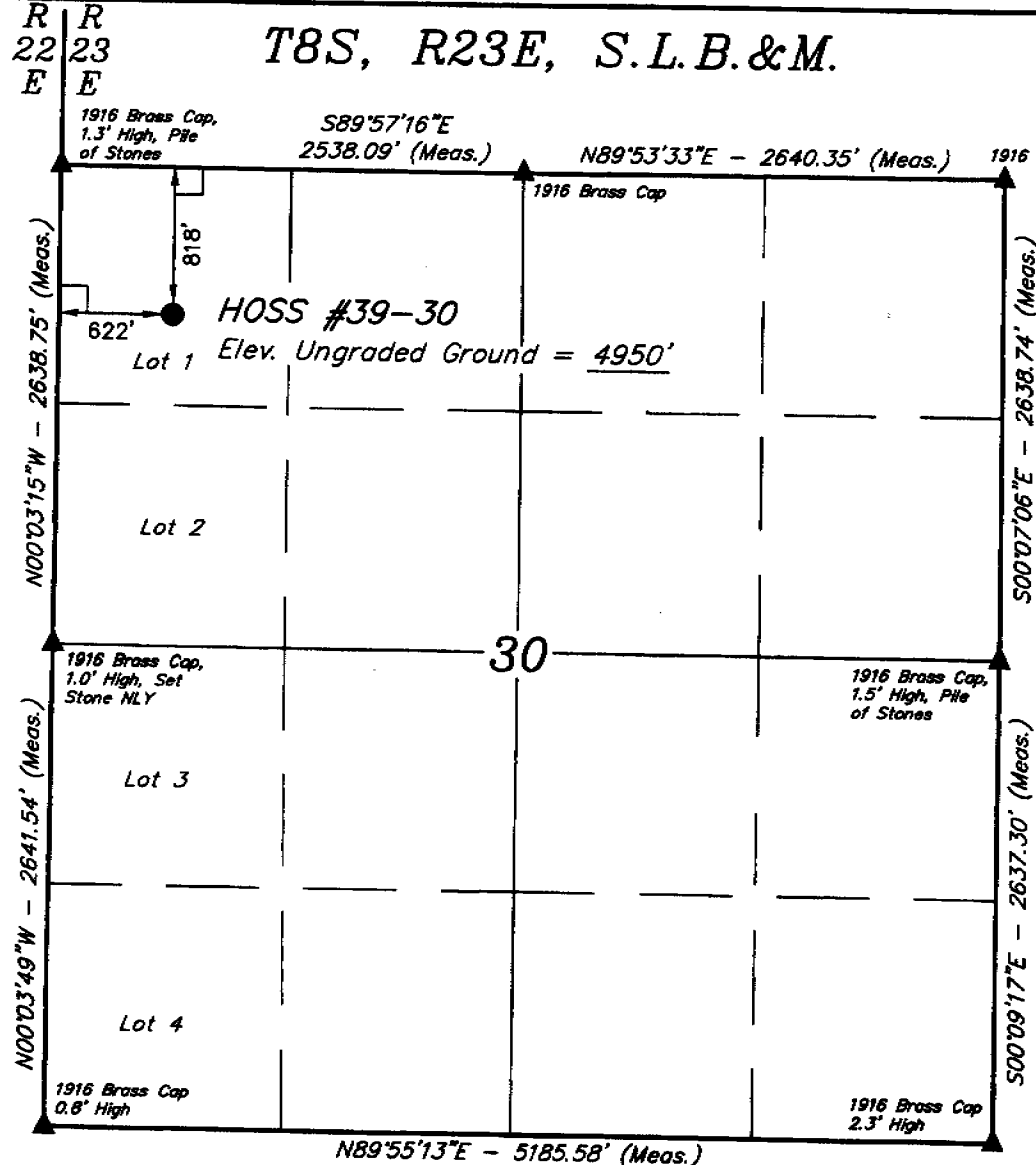 R R
22 23
E E
T8S, R23E, S.L.B.&M.
1916 Brass Cap,
1.3' High, Pile
of Stones
S89°57'16"E
2538.09' (Meas.)
N89°53'33"E - 2640.35' (Meas.)
1916
1916 Brass Cap
818'
622'
HOSS #39-30
Elev. Ungraded Ground = 4950'
Lot 1
N00°03'15"W - 2638.75' (Meas.)
S00°07'06"E - 2638.74' (Meas.)
Lot 2
30
1916 Brass Cap,
1.0' High, Set
Stone NLY
1916 Brass Cap,
1.5' High, Pile
of Stones
Lot 3
N00°03'49"W - 2641.54' (Meas.)
S00°09'17"E - 2637.30' (Meas.)
Lot 4
1916 Brass Cap
0.8' High
1916 Brass Cap
2.3' High
N89°55'13"E - 5185.58' (Meas.)